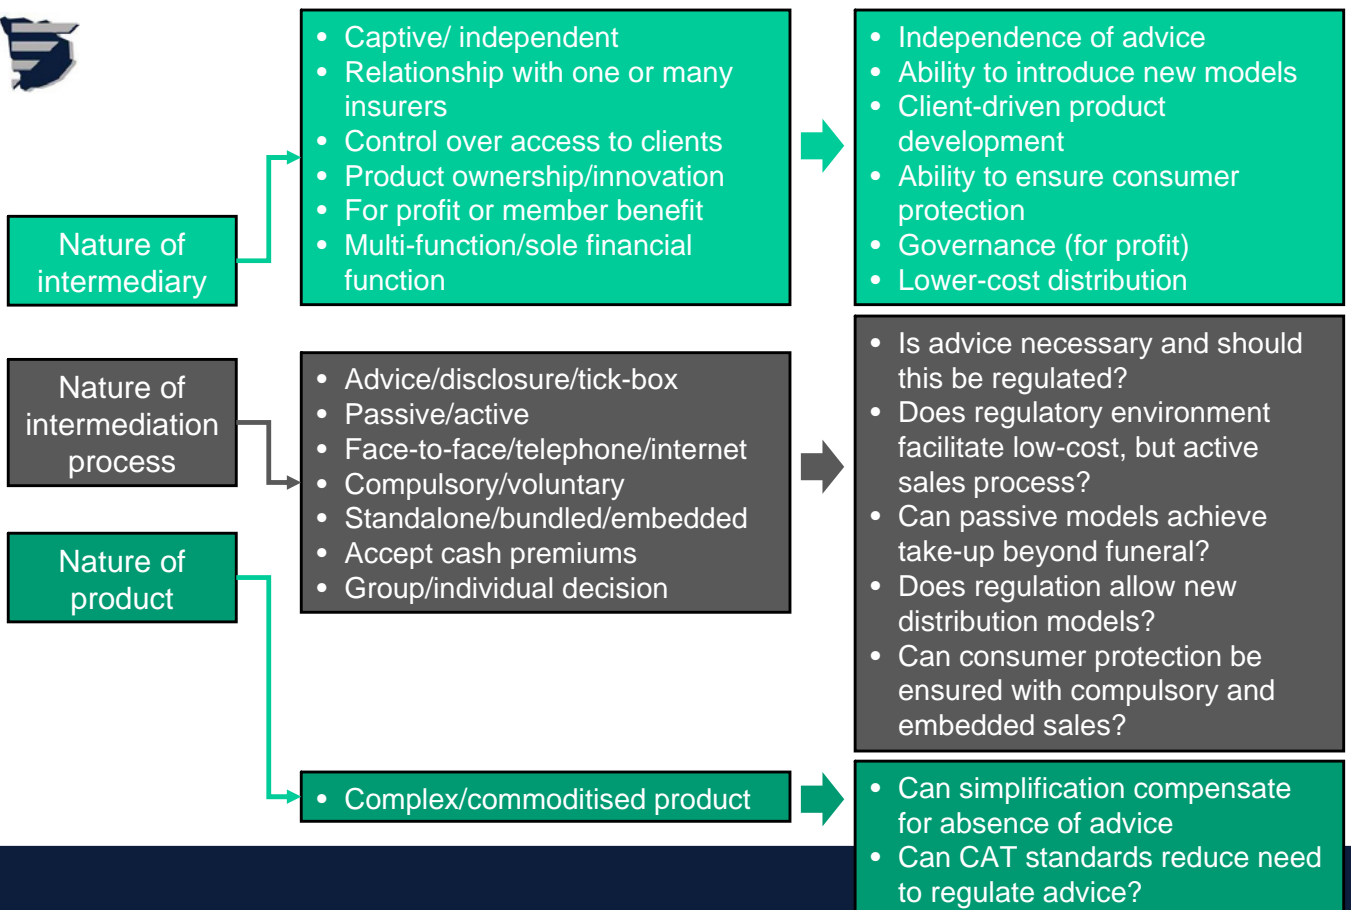 Nature of
intermediary
• Captive/ independent
• Relationship with one or many
insurers
• Control over access to clients
• Product ownership/innovation
• For profit or member benefit
• Multi-function/sole financial
function
• Independence of advice
• Ability to introduce new models
• Client-driven product
development
• Ability to ensure consumer
protection
• Governance (for profit)
• Lower-cost distribution
Nature of
intermediation
process
• Advice/disclosure/tick-box
• Passive/active
• Face-to-face/telephone/internet
• Compulsory/voluntary
• Standalone/bundled/embedded
• Accept cash premiums
• Group/individual decision
• Is advice necessary and should
this be regulated?
• Does regulatory environment
facilitate low-cost, but active
sales process?
• Can passive models achieve
take-up beyond funeral?
• Does regulation allow new
distribution models?
• Can consumer protection be
ensured with compulsory and
embedded sales?
Nature of
product
• Complex/commoditised product
• Can simplification compensate
for absence of advice
• Can CAT standards reduce need
to regulate advice?